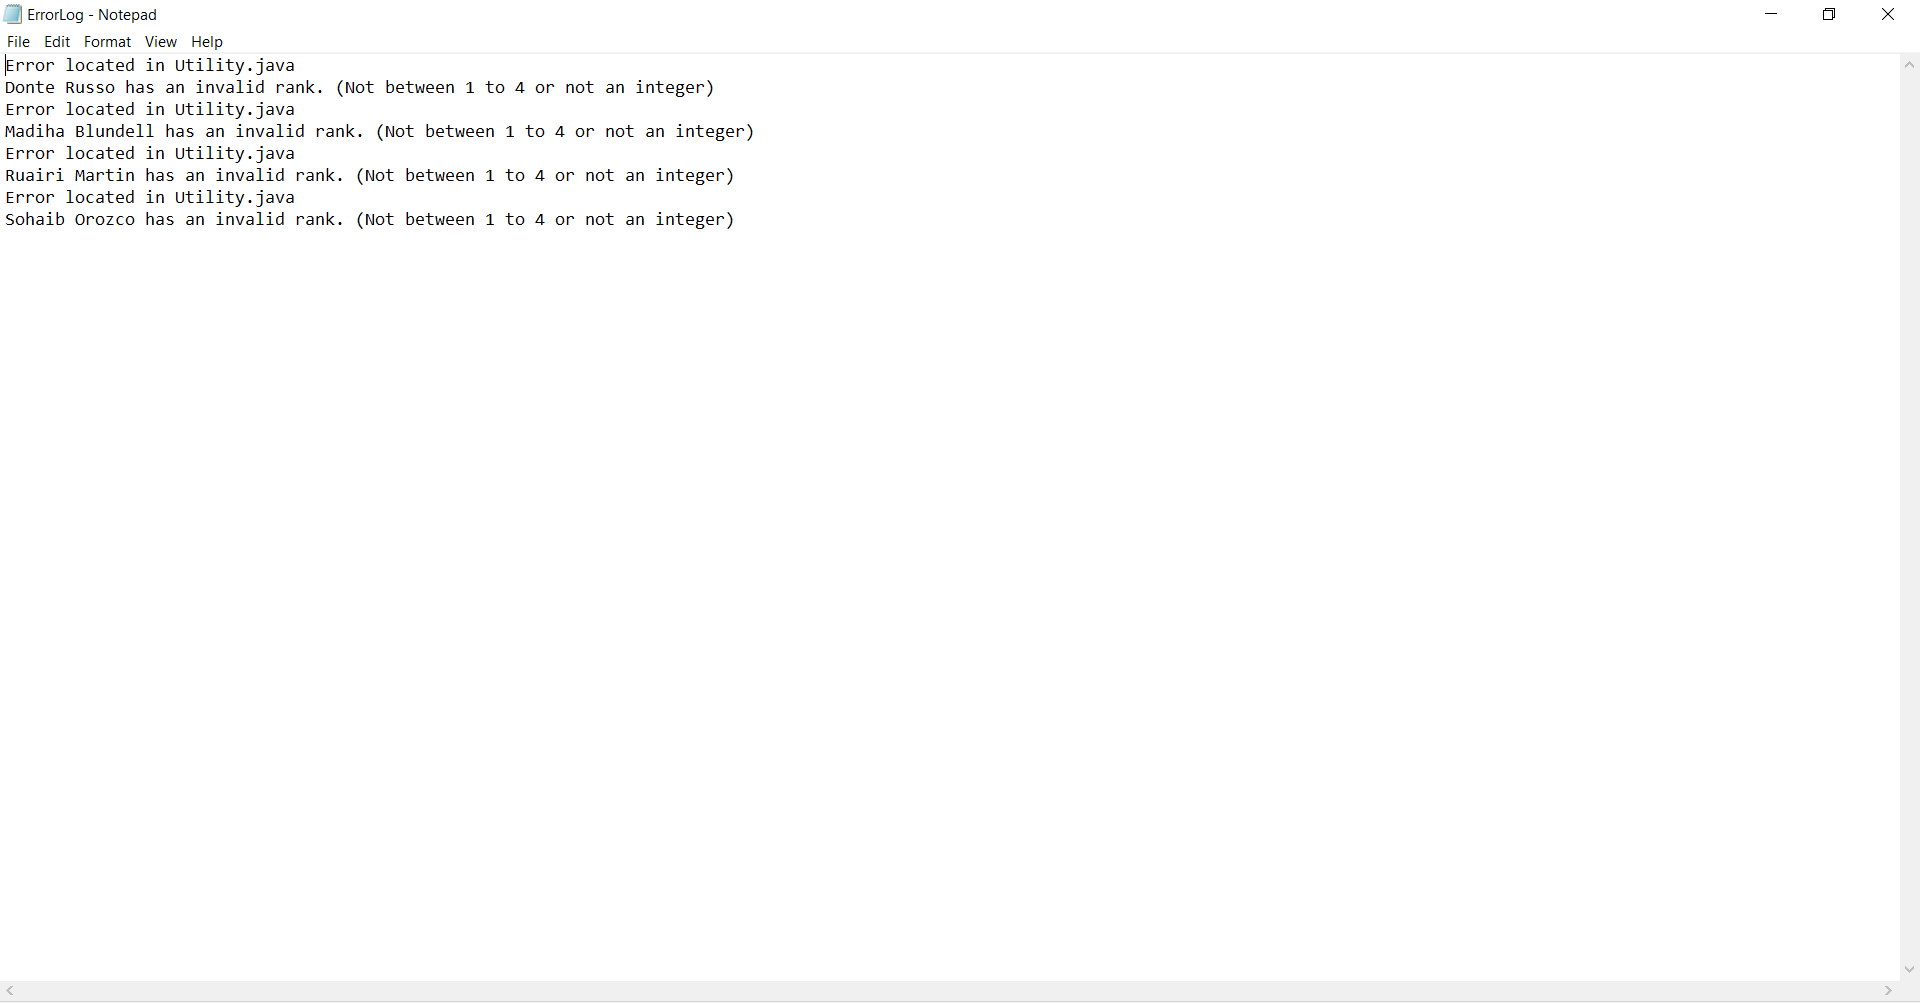 ErrorLog - Notepad
File Edit Format View Help
Error located in Utility.java
Donte Russo has an invalid rank. (Not between 1 to 4 or not an integer)
Error located in Utility.java
Madiha Blundell has an invalid rank. (Not between 1 to 4 or not an integer)
Error located in Utility.java
Ruairi Martin has an invalid rank. (Not between 1 to 4 or not an integer)
Error located in Utility.java
Sohaib Orozco has an invalid rank. (Not between 1 to 4 or not an integer)